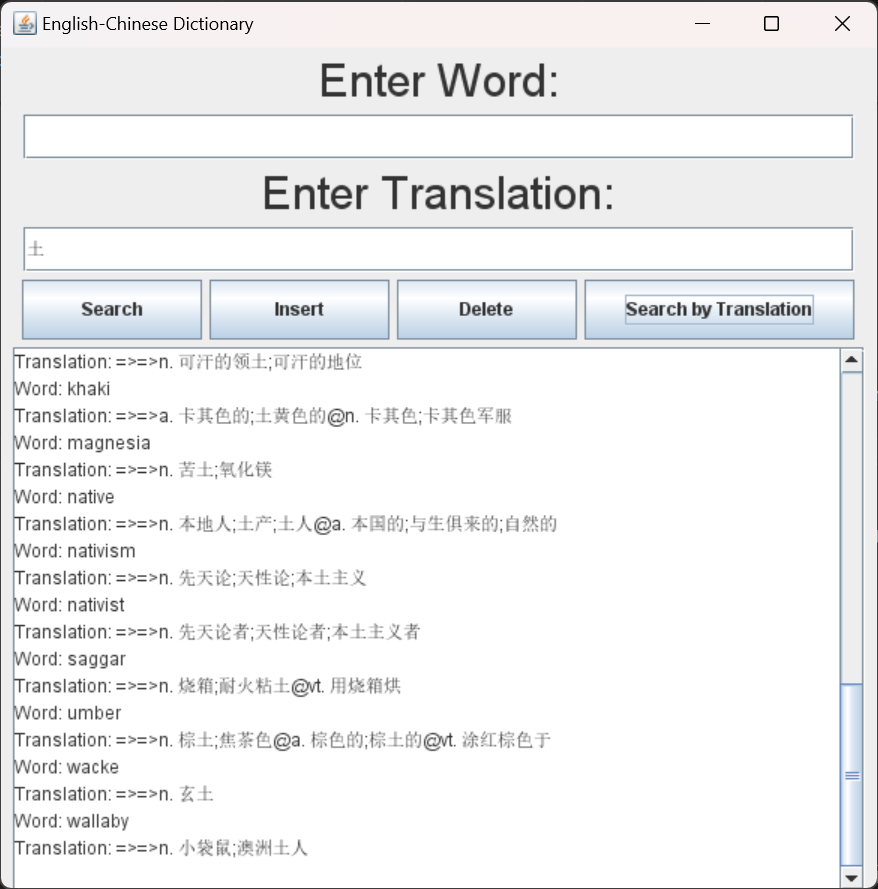 English-Chinese Dictionary
Enter Word:
Enter Translation:
土
Search Insert Delete Search by Translation
Translation: =>=>n. 可汗的领土;可汗的地位
Word: khaki
Translation: =>=>a. 卡其色的;土黄色的@n. 卡其色;卡其色军服
Word: magnesia
Translation: =>=>n. 苦土;氧化镁
Word: native
Translation: =>=>n. 本地人;土产;土人@a. 本国的;与生俱来的;自然的
Word: nativism
Translation: =>=>n. 先天论;天性论;本土主义
Word: nativist
Translation: =>=>n. 先天论者;天性论者;本土主义者
Word: saggar
Translation: =>=>n. 烧箱;耐火粘土@vt. 用烧箱烘
Word: umber
Translation: =>=>n. 棕土;焦茶色@a. 棕色的;棕土的@vt. 涂红棕色于
Word: wacke
Translation: =>=>n. 玄土
Word: wallaby
Translation: =>=>n. 小袋鼠;澳洲土人